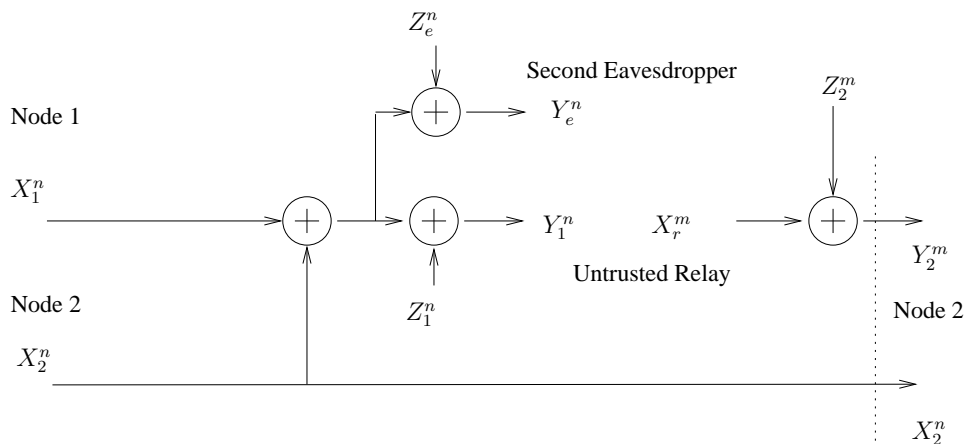 Z_e^n
Second Eavesdropper
Z_2^m
Node 1
Y_e^n
X_1^n
Y_1^n
X_r^m
Y_2^m
Untrusted Relay
Node 2
Z_1^n
Node 2
X_2^n
X_2^n